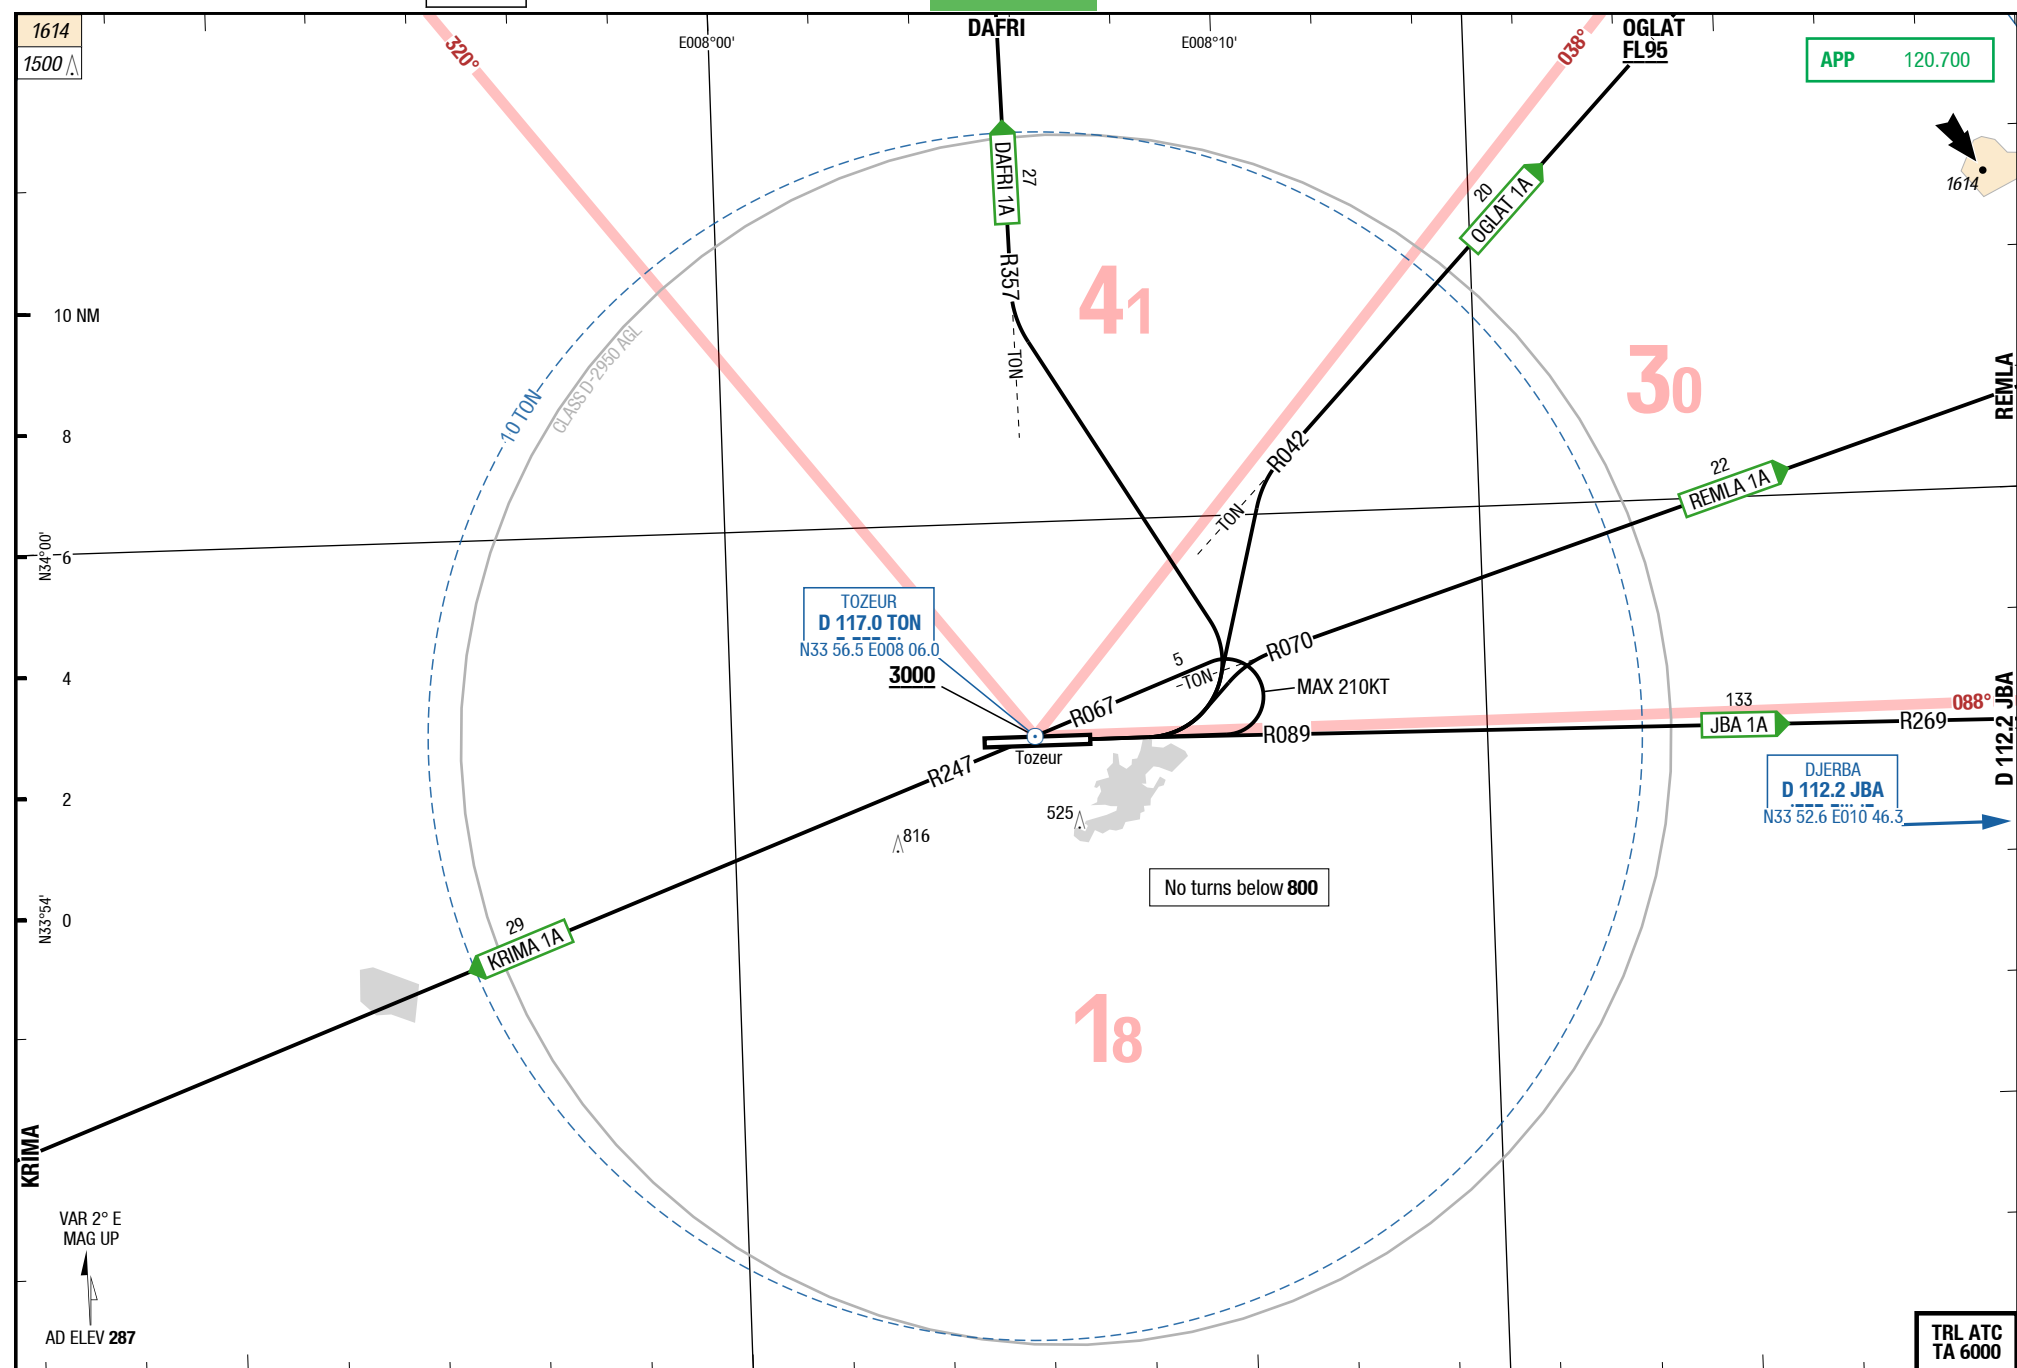 1614
1500
320°
E008°00'
DAFRI
E008°10'
038°
OGLAT
FL95
APP 120.700
1614
DAFRI 1A
27
R357
TON
20
OGLAT 1A
41
30
10 NM
8
6
4
2
0
10 TON
CLASS D-2950 AGL
REMLA
R042
TON
22
REMLA 1A
N34°00'
TOZEUR
D 117.0 TON
N33 56.5 E008 06.0
3000
5
TON
R070
R067
MAX 210KT
133
088°
R089
JBA 1A
R269
D 112.2 JBA
Tozeur
R247
DJERBA
D 112.2 JBA
N33 52.6 E010 46.3
525
816
No turns below 800
N33°54'
29
KRIMA 1A
18
KRIMA
VAR 2° E
MAG UP
AD ELEV 287
TRL ATC
TA 6000